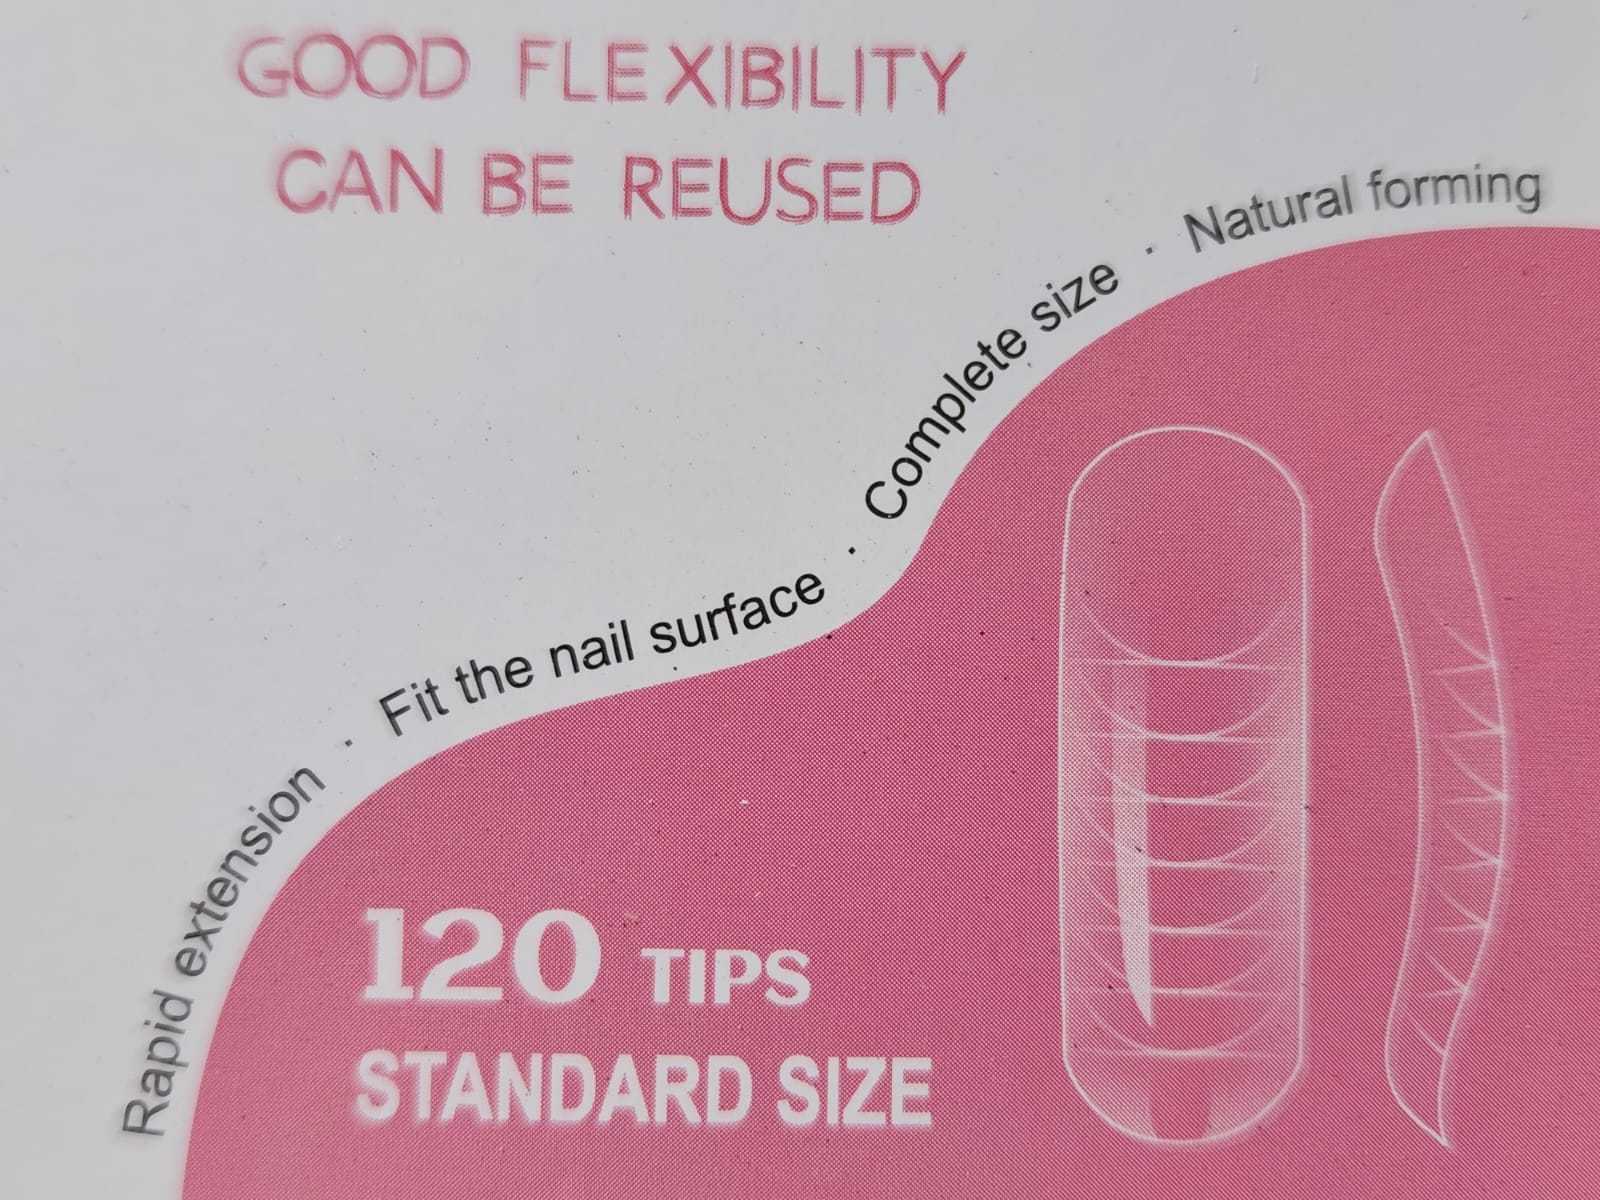 GOOD FLEXIBILITY
CAN BE REUSED
Rapid extension · Fit the nail surface · Complete size · Natural forming
120 TIPS
STANDARD SIZE